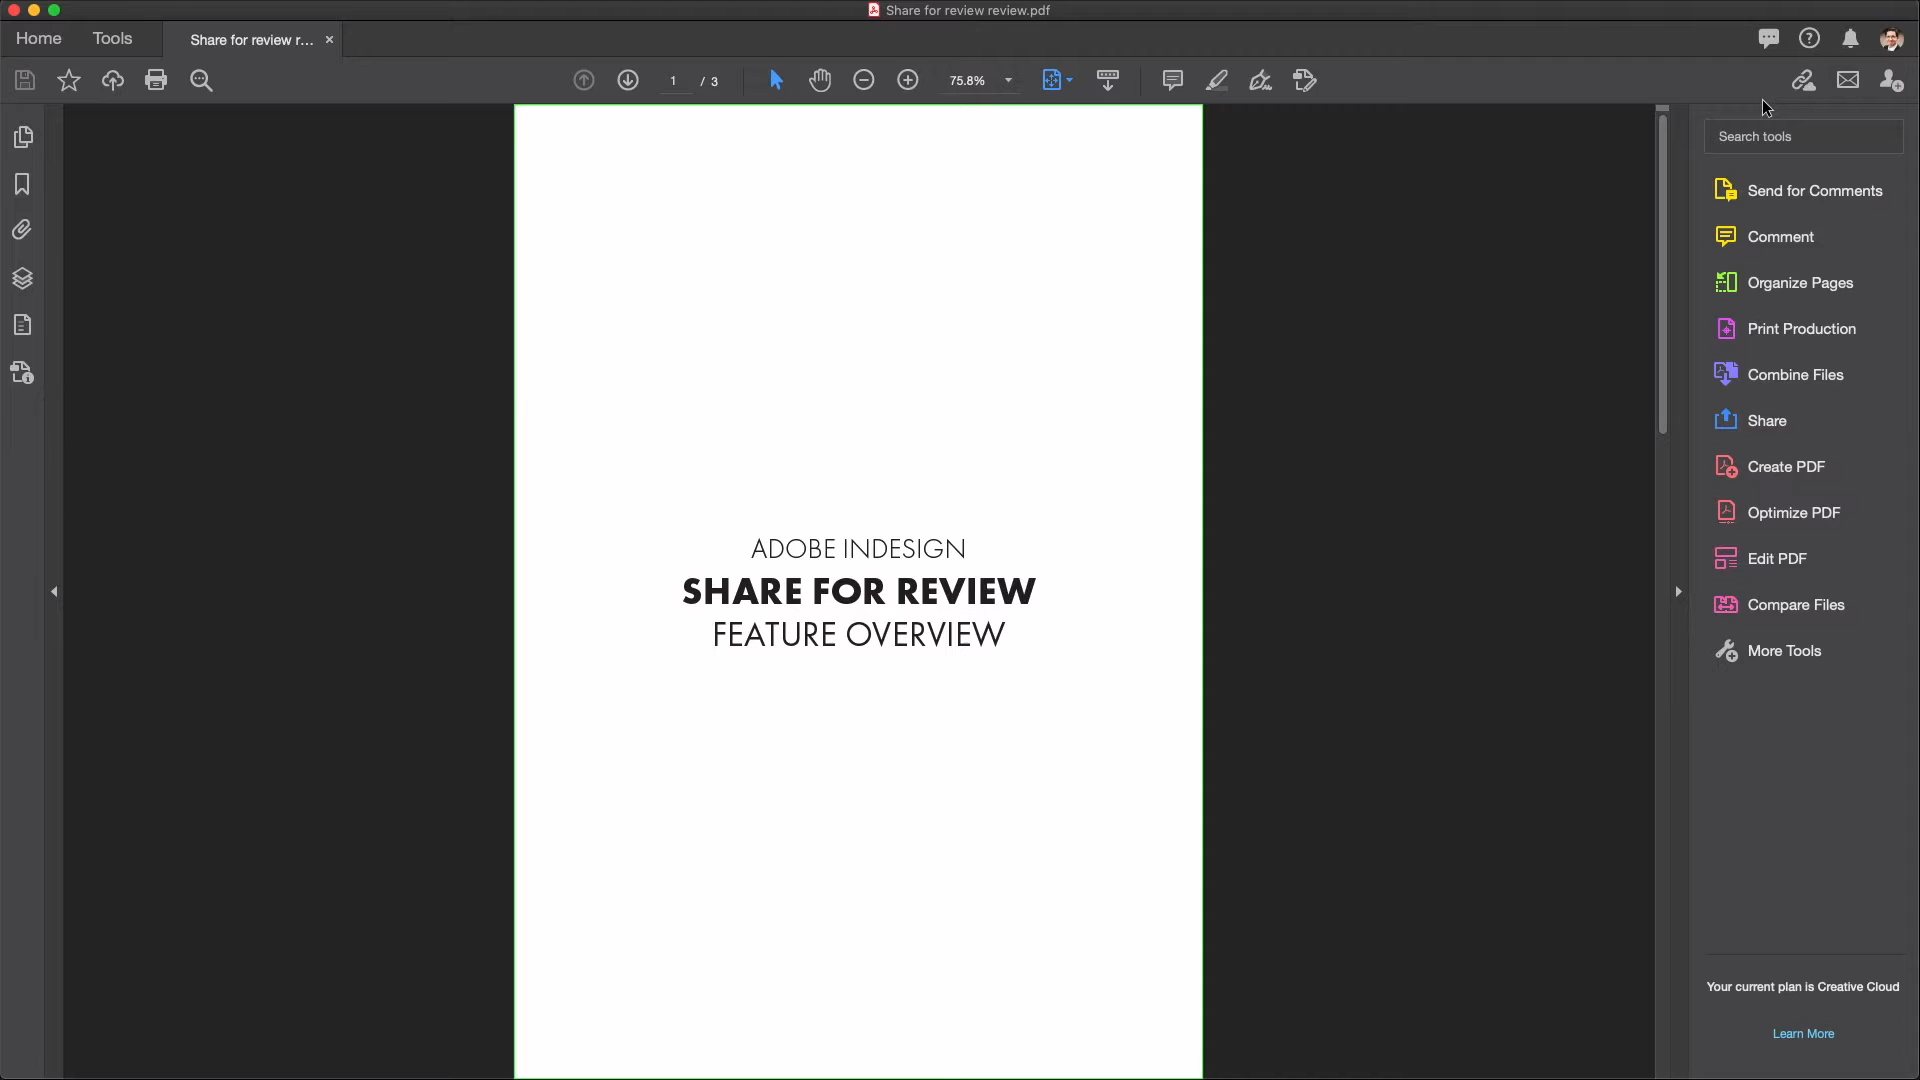 Share for review review.pdf
Home
Tools
Share for review r...
×
1 / 3
75.8%
Search tools
Send for Comments
Comment
Organize Pages
Print Production
Combine Files
Share
Create PDF
Optimize PDF
Edit PDF
Compare Files
More Tools
ADOBE INDESIGN
SHARE FOR REVIEW
FEATURE OVERVIEW
Your current plan is Creative Cloud
Learn More